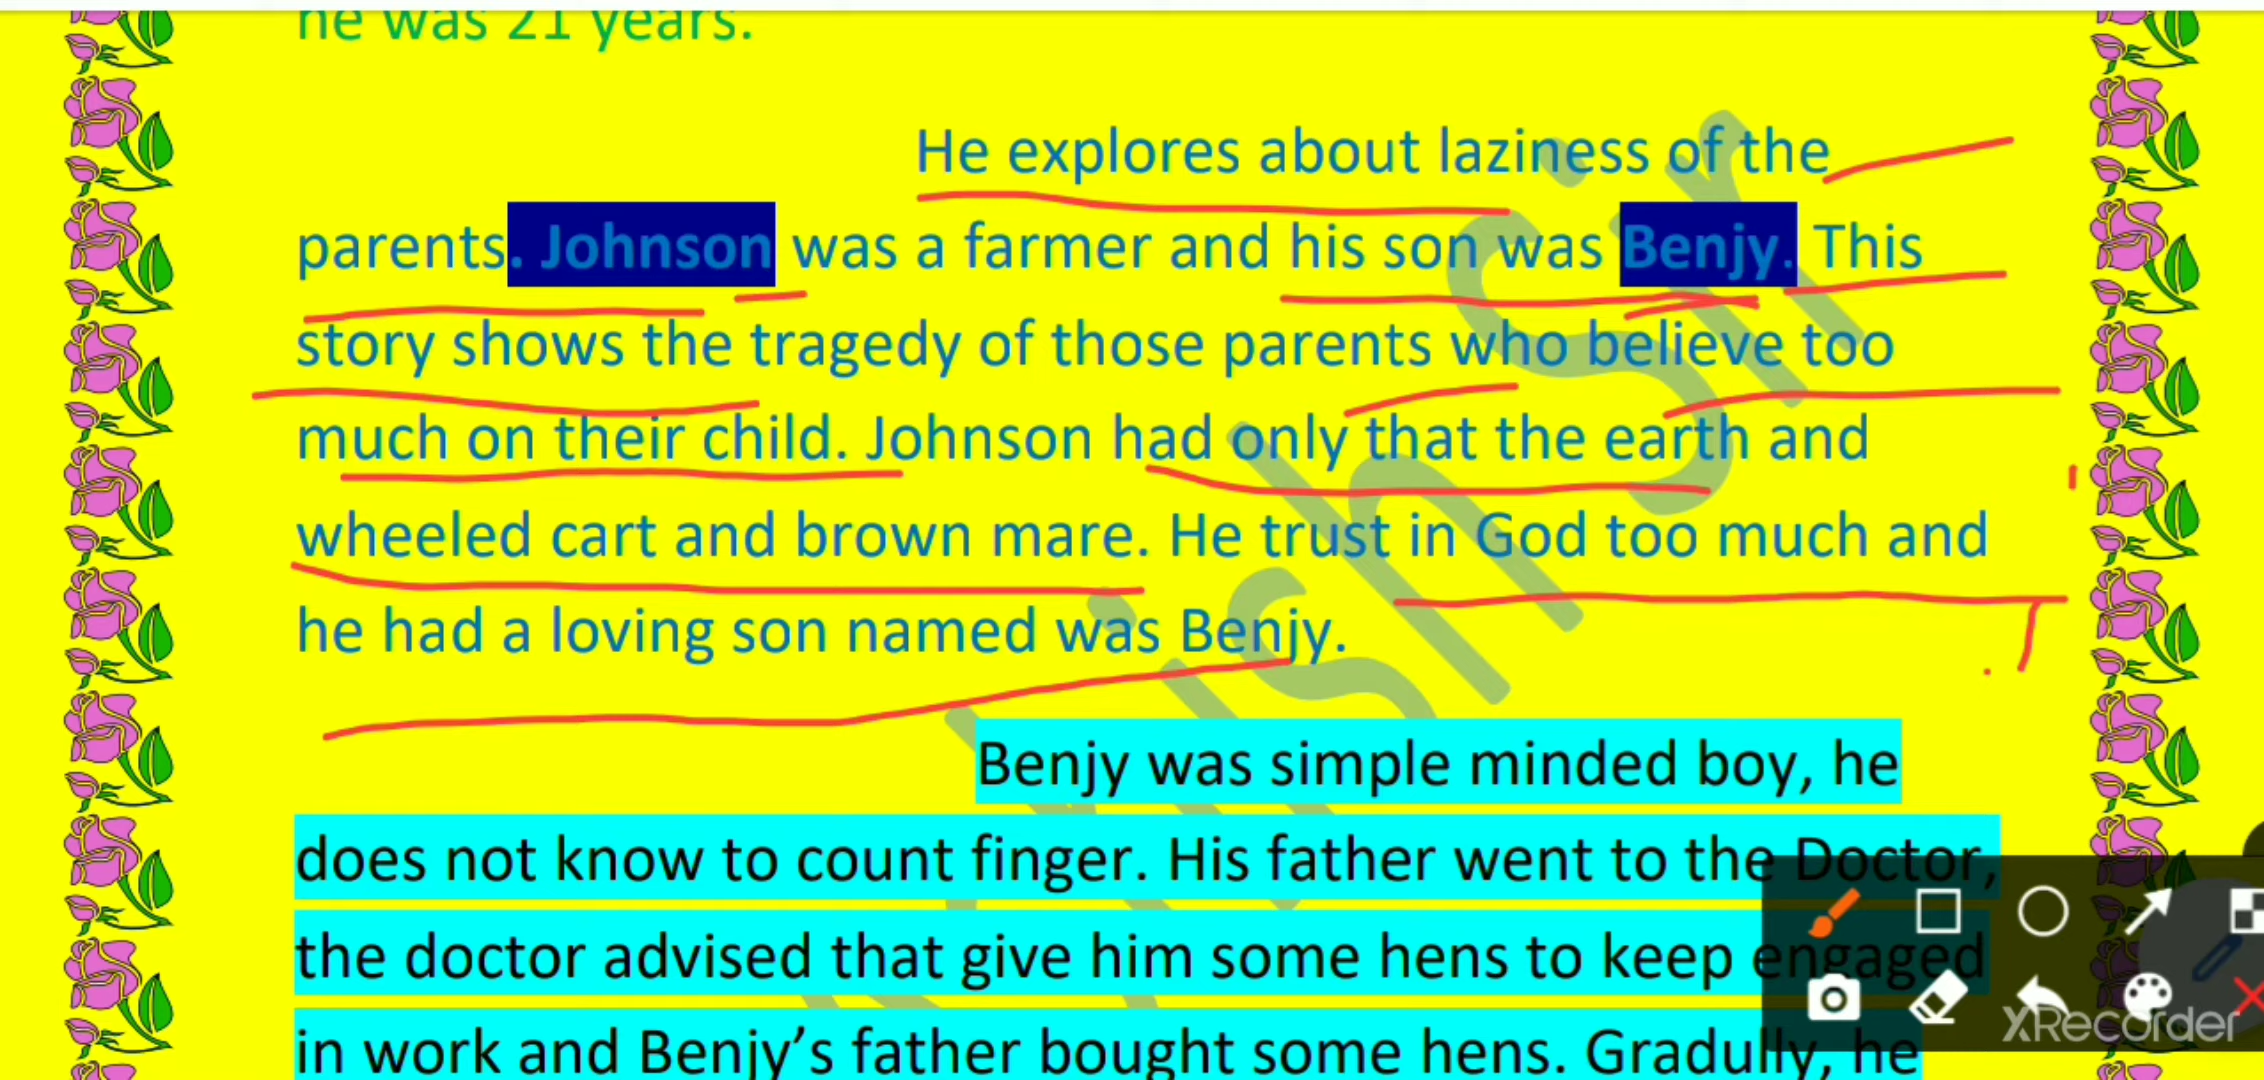 he was 21 years.
He explores about laziness of the
parents. Johnson was a farmer and his son was Benjy. This
story shows the tragedy of those parents who believe too
much on their child. Johnson had only that the earth and
wheeled cart and brown mare. He trust in God too much and
he had a loving son named was Benjy.
Benjy was simple minded boy, he
does not know to count finger. His father went to the Doctor,
the doctor advised that give him some hens to keep engaged
in work and Benjy’s father bought some hens. Gradully, he
XRecorder